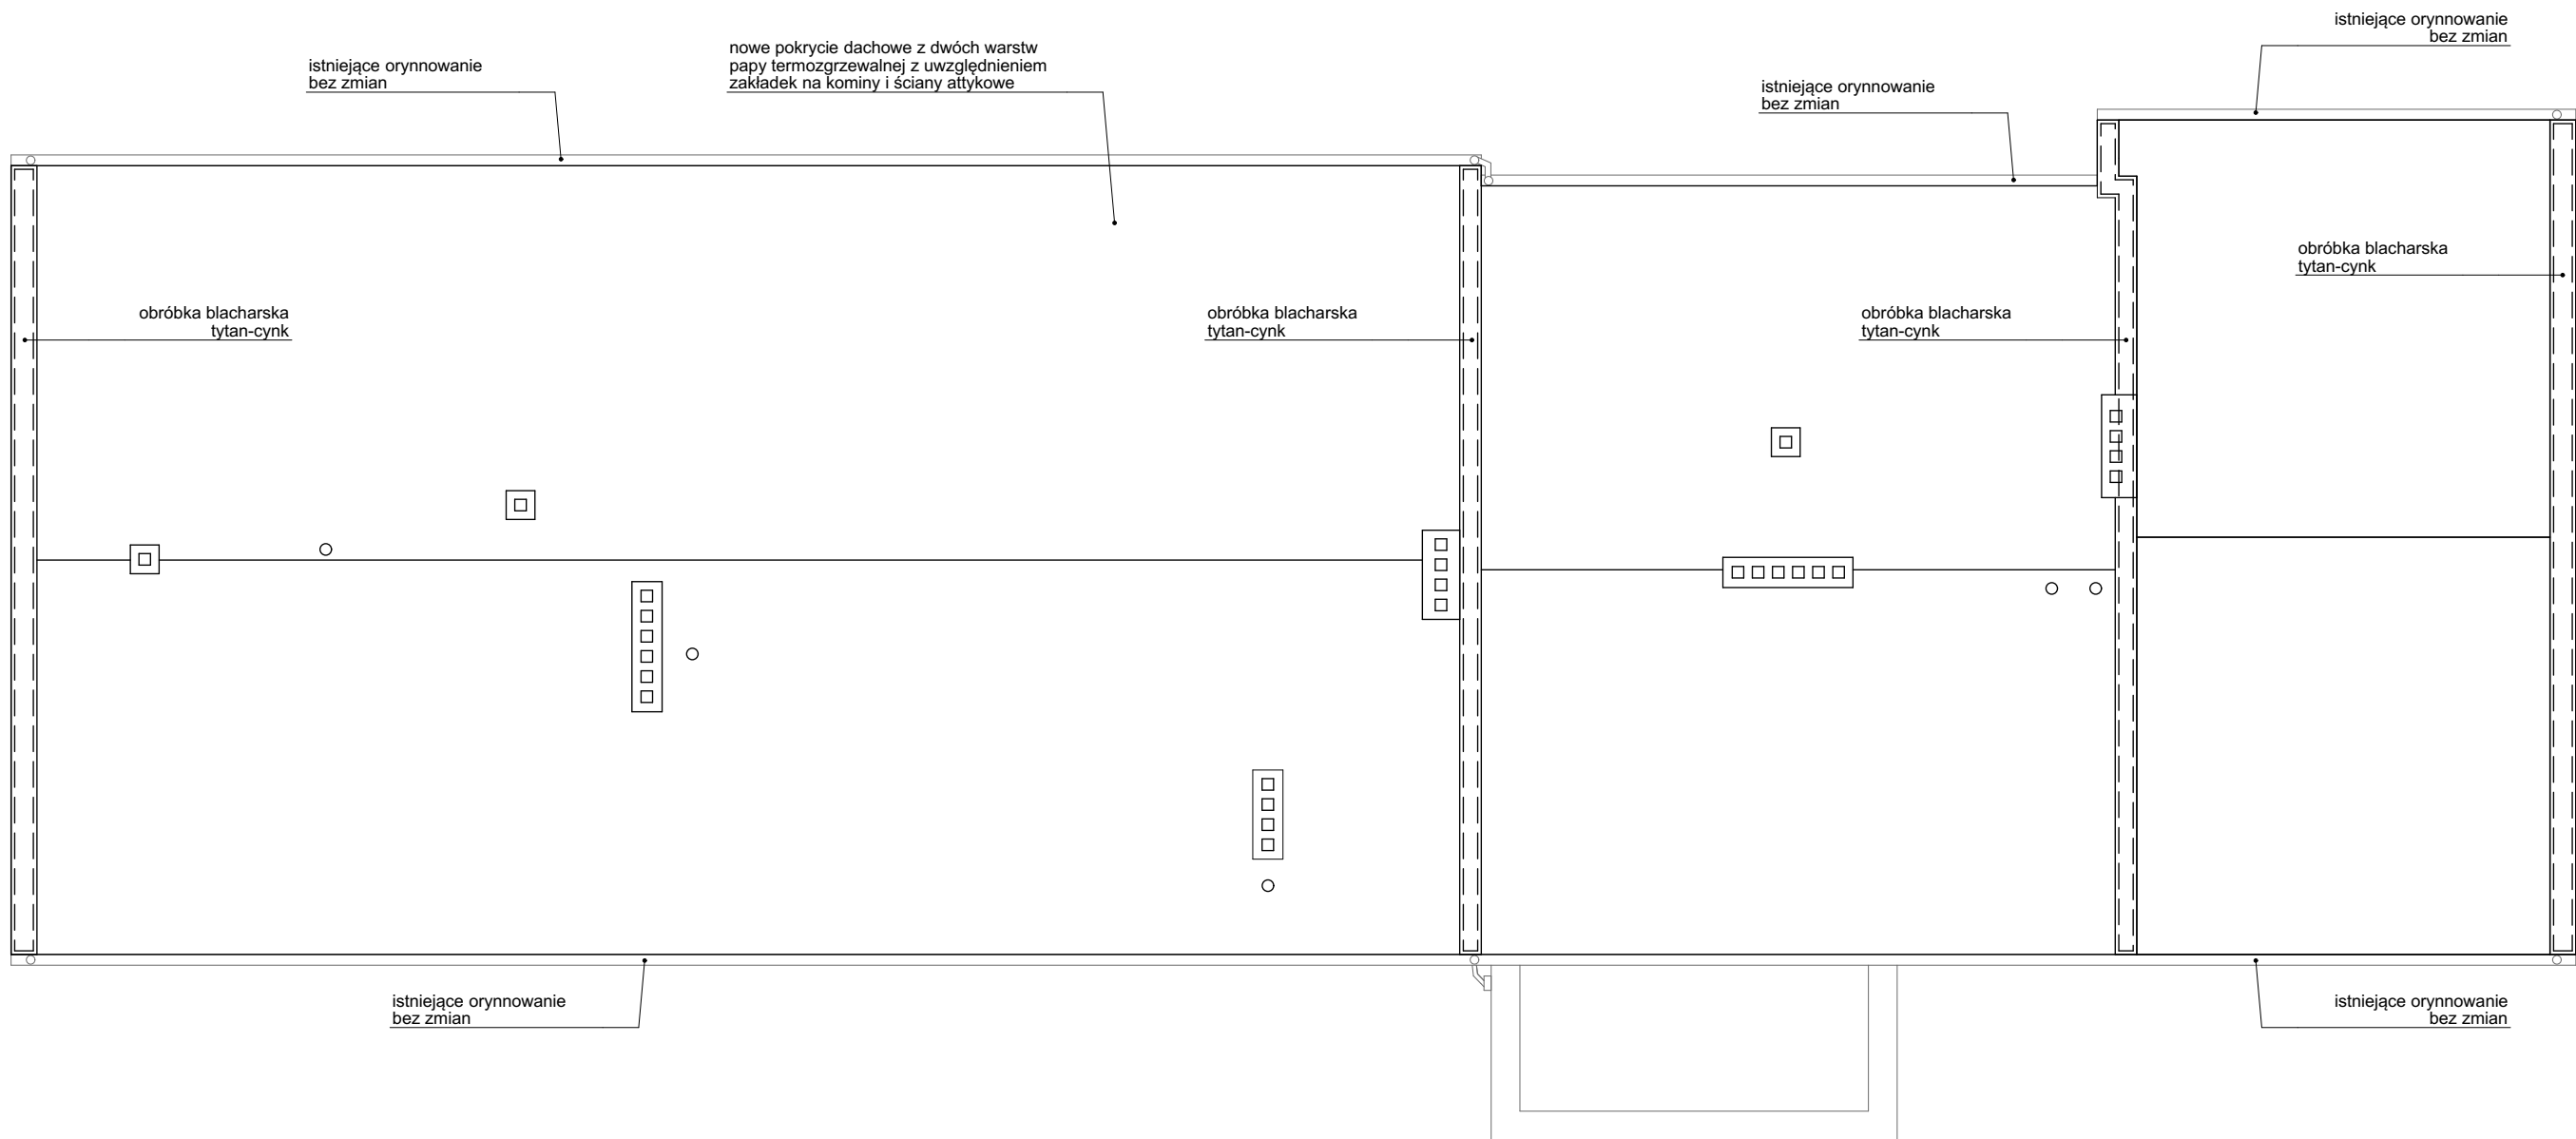 istniejące orynnowanie
bez zmian
nowe pokrycie dachowe z dwóch warstw
papy termozgrzewalnej z uwzględnieniem
zakładek na kominy i ściany attykowe
istniejące orynnowanie
bez zmian
istniejące orynnowanie
bez zmian
obróbka blacharska
tytan-cynk
obróbka blacharska
tytan-cynk
obróbka blacharska
tytan-cynk
obróbka blacharska
tytan-cynk
istniejące orynnowanie
bez zmian
istniejące orynnowanie
bez zmian